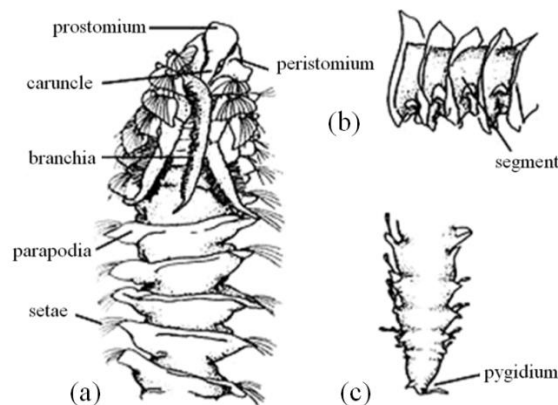 prostomium
caruncle
peristomium
branchia
parapodia
setae
(a)
(b)
segment
(c)
pygidium